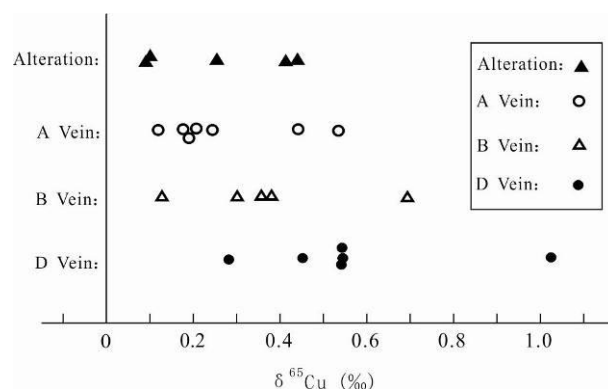 Alteration:
A Vein:
B Vein:
D Vein:
Alteration:
A Vein:
B Vein:
D Vein:
0 0.2 0.4 0.6 0.8 1.0
δ ⁶⁵Cu (‰)